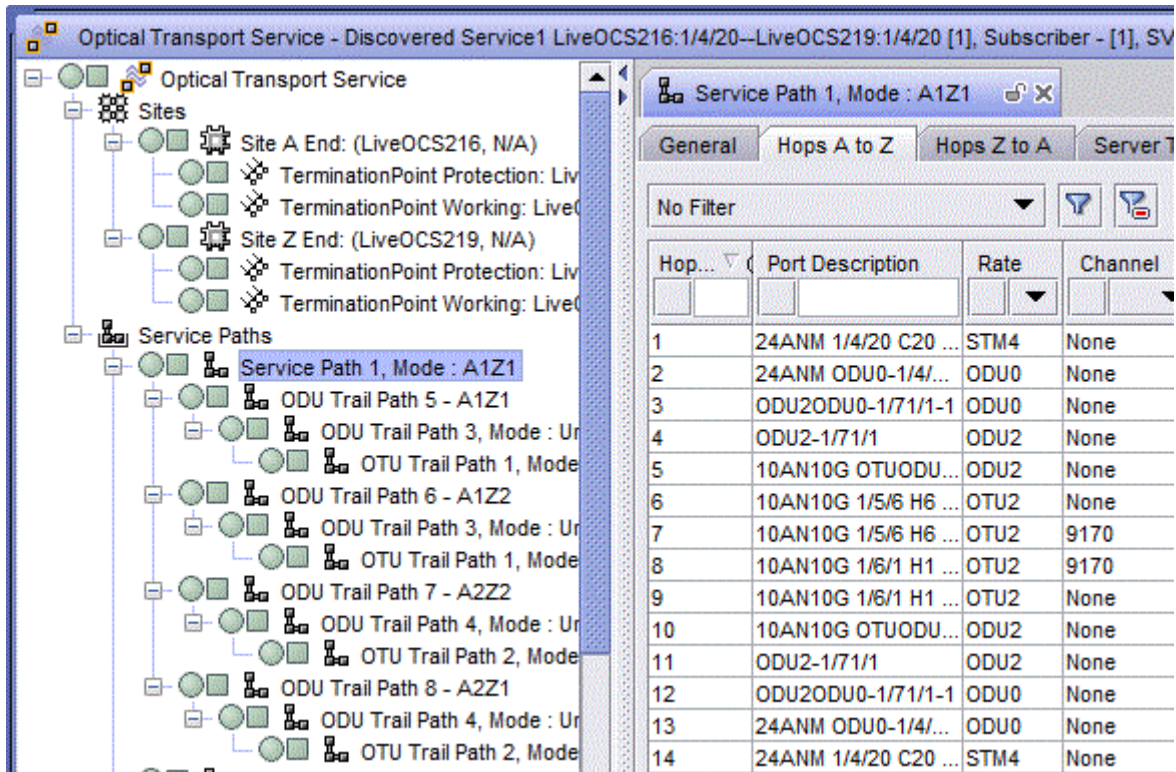 Optical Transport Service - Discovered Service1 LiveOCS216:1/4/20--LiveOCS219:1/4/20 [1], Subscriber - [1], SV
Optical Transport Service
Sites
Site A End: (LiveOCS216, N/A)
TerminationPoint Protection: Liv
TerminationPoint Working: LiveO
Site Z End: (LiveOCS219, N/A)
TerminationPoint Protection: Liv
TerminationPoint Working: LiveO
Service Paths
Service Path 1, Mode : A1Z1
ODU Trail Path 5 - A1Z1
ODU Trail Path 3, Mode : Ur
OTU Trail Path 1, Mode
ODU Trail Path 6 - A1Z2
ODU Trail Path 3, Mode : Ur
OTU Trail Path 1, Mode
ODU Trail Path 7 - A2Z2
ODU Trail Path 4, Mode : Ur
OTU Trail Path 2, Mode
ODU Trail Path 8 - A2Z1
ODU Trail Path 4, Mode : Ur
OTU Trail Path 2, Mode
Service Path 1, Mode : A1Z1
General Hops A to Z Hops Z to A Server T
No Filter
Hop... Port Description Rate Channel
1 24ANM 1/4/20 C20 ... STM4 None
2 24ANM ODU0-1/4/... ODU0 None
3 ODU2ODU0-1/71/1-1 ODU0 None
4 ODU2-1/71/1 ODU2 None
5 10AN10G OTUODU... ODU2 None
6 10AN10G 1/5/6 H6 ... OTU2 None
7 10AN10G 1/5/6 H6 ... OTU2 9170
8 10AN10G 1/6/1 H1 ... OTU2 9170
9 10AN10G 1/6/1 H1 ... OTU2 None
10 10AN10G OTUODU... ODU2 None
11 ODU2-1/71/1 ODU2 None
12 ODU2ODU0-1/71/1-1 ODU0 None
13 24ANM ODU0-1/4/... ODU0 None
14 24ANM 1/4/20 C20 ... STM4 None